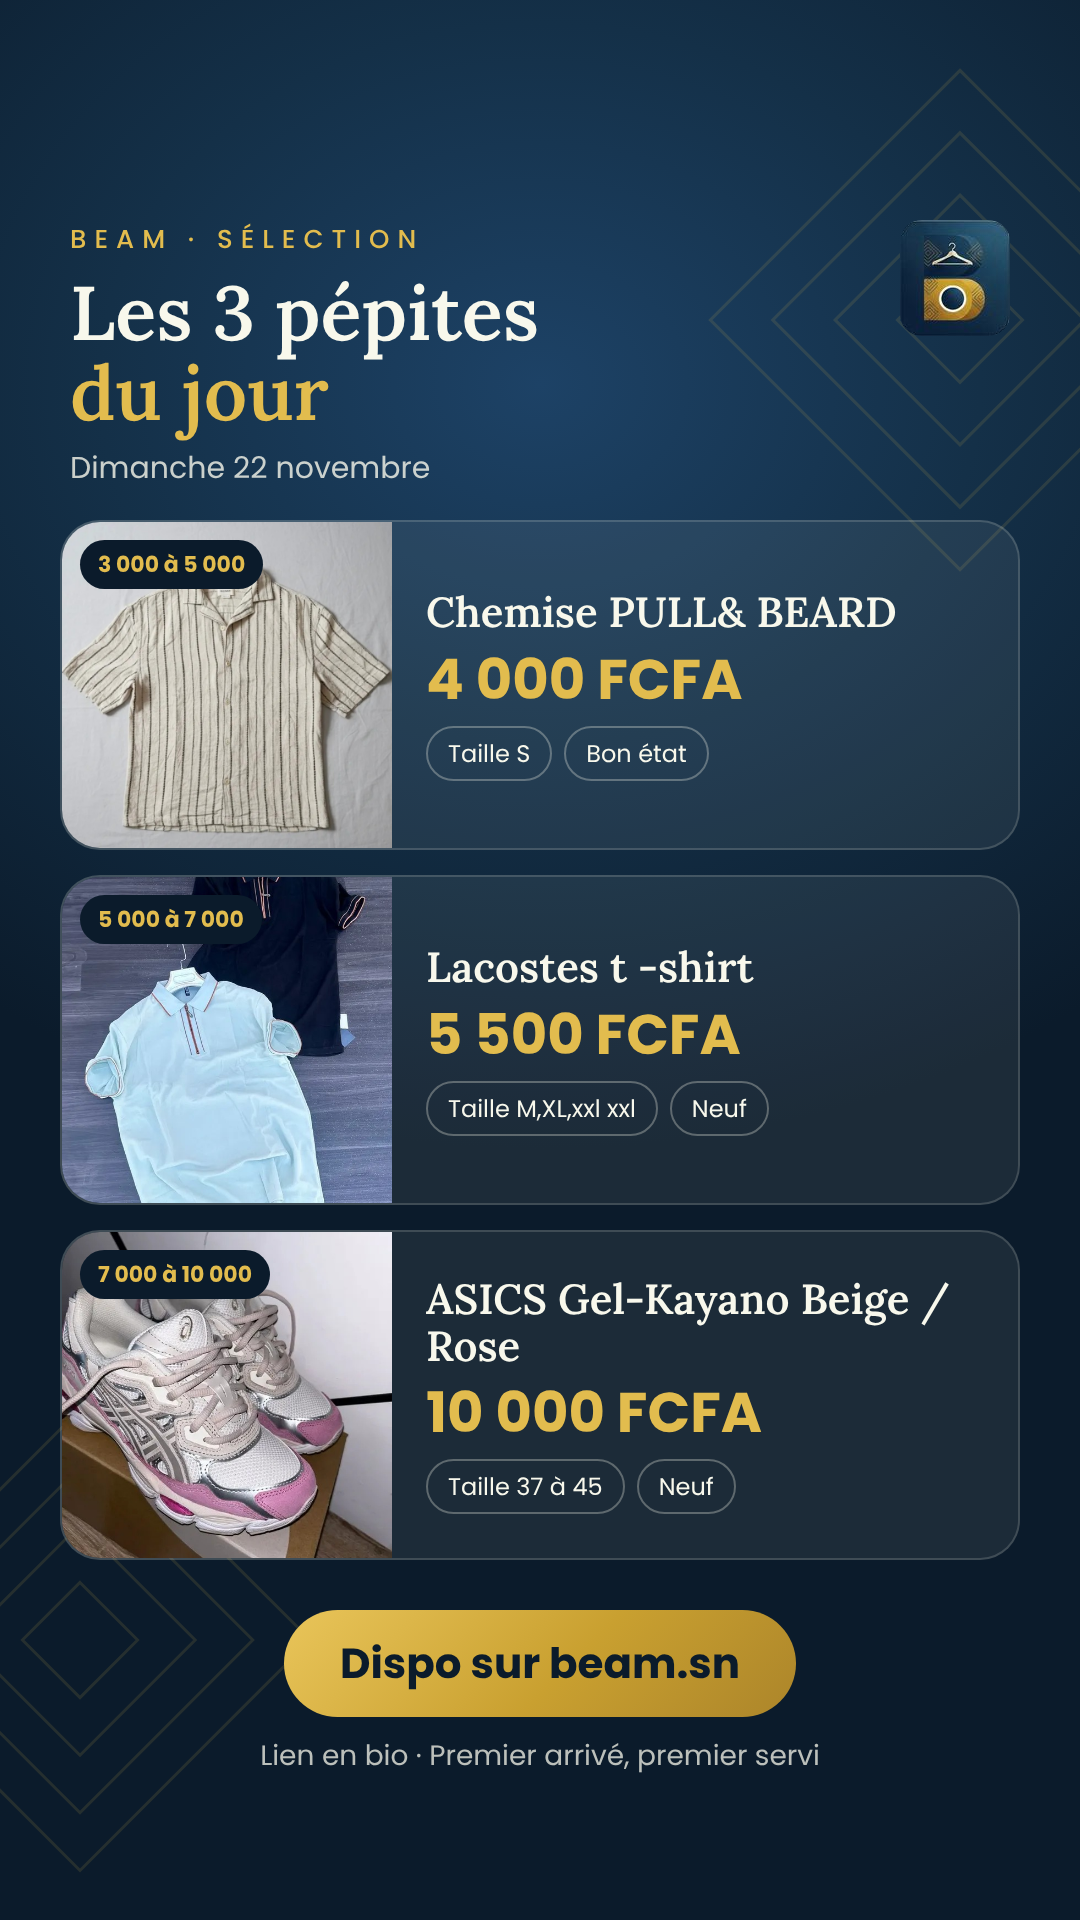 BEAM · SÉLECTION
Les 3 pépites
du jour
Dimanche 22 novembre
3 000 à 5 000
Chemise PULL& BEARD
4 000 FCFA
Taille S
Bon état
5 000 à 7 000
Lacostes t -shirt
5 500 FCFA
Taille M,XL,xxl xxl
Neuf
7 000 à 10 000
ASICS Gel-Kayano Beige /
Rose
10 000 FCFA
Taille 37 à 45
Neuf
Dispo sur beam.sn
Lien en bio · Premier arrivé, premier servi